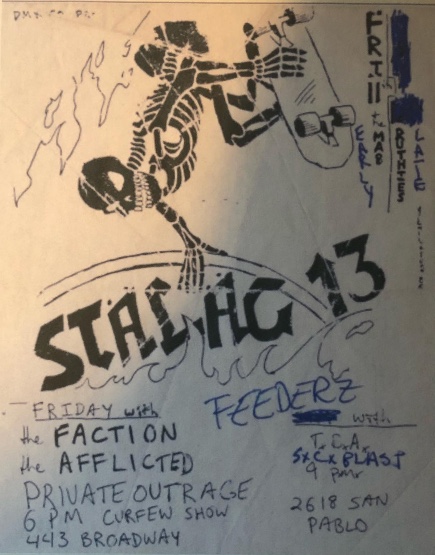 FRI 11 the MAB
EARLY
RUTHIES
LATE
STALAG 13
FRIDAY with
the FACTION
the AFFLICTED
PRIVATE OUTRAGE
6 PM CURFEW SHOW
443 BROADWAY
FEEDERZ
with
BLAST
9 pm
2618 SAN
PABLO